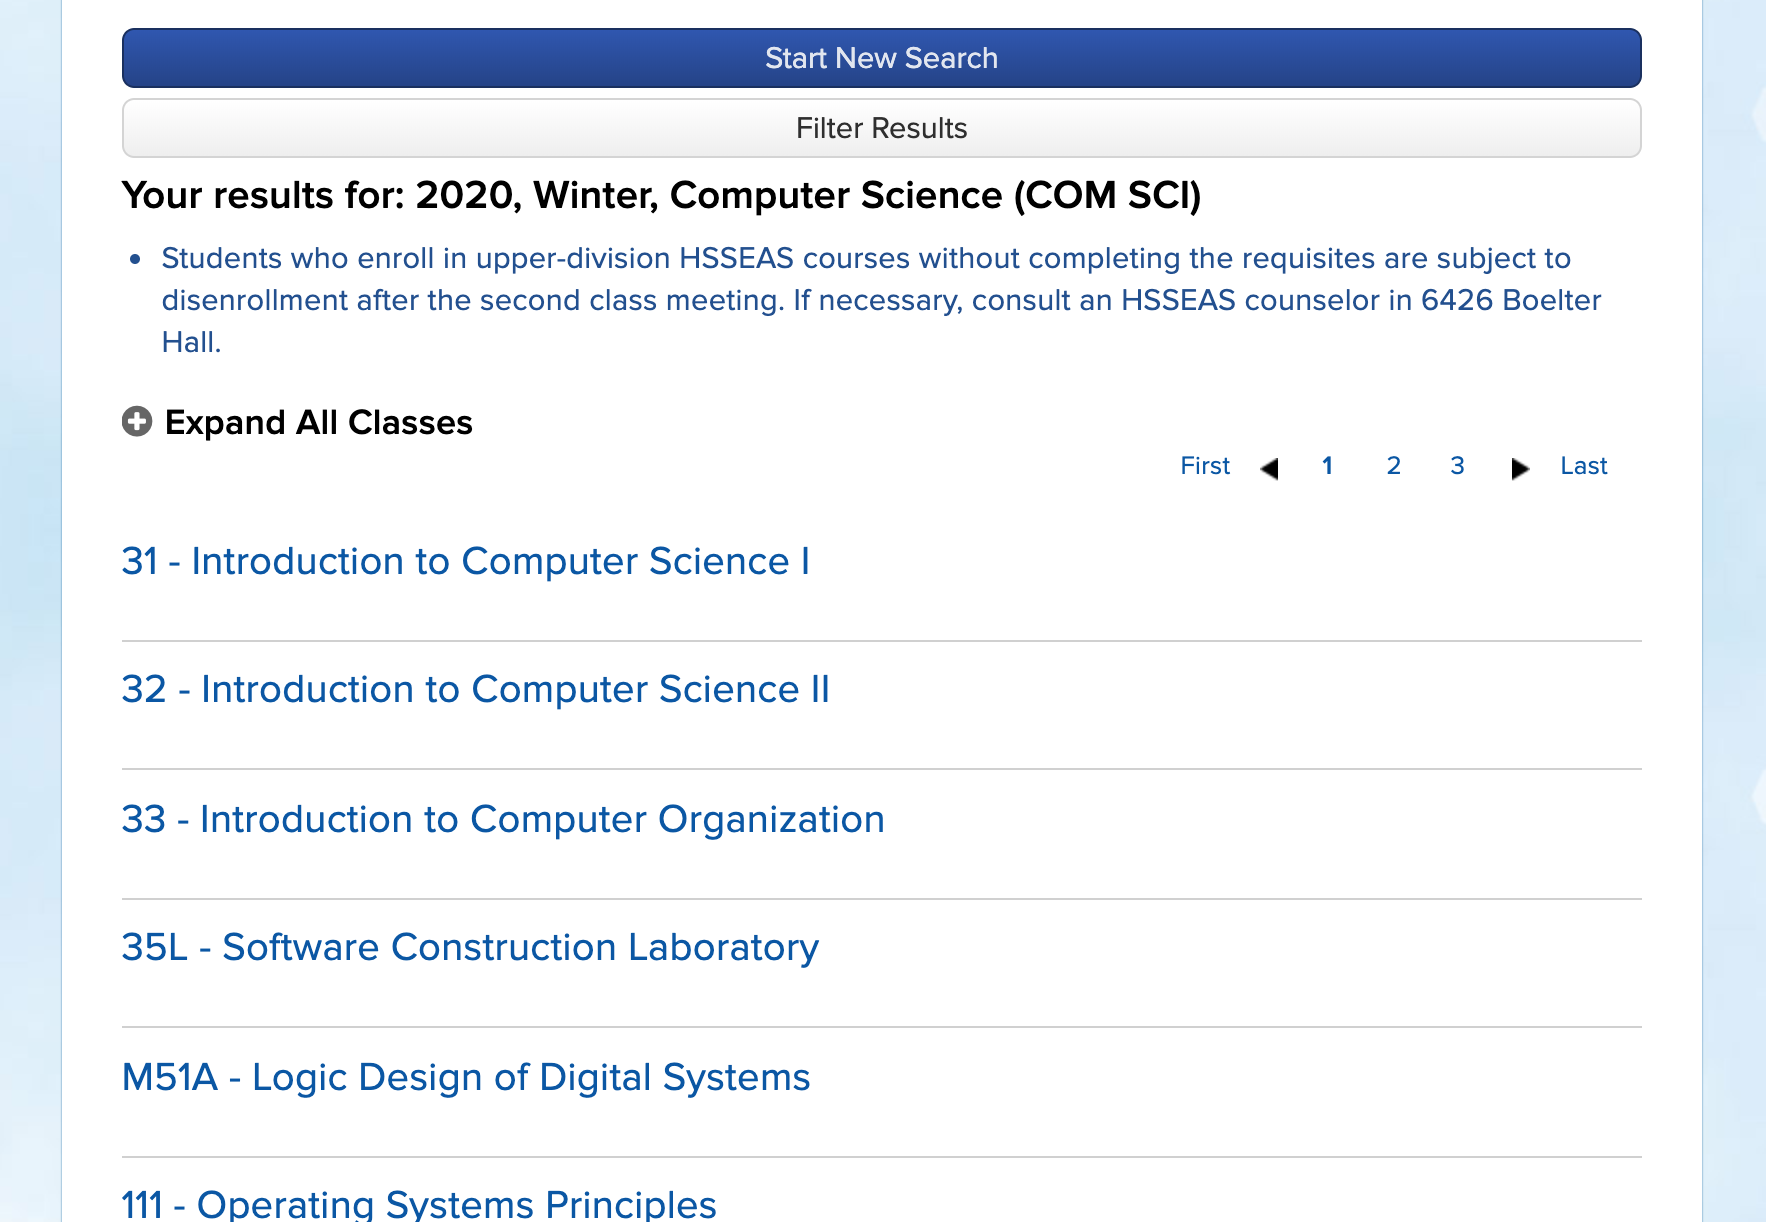 Start New Search
Filter Results
Your results for: 2020, Winter, Computer Science (COM SCI)
• Students who enroll in upper-division HSSEAS courses without completing the requisites are subject to
disenrollment after the second class meeting. If necessary, consult an HSSEAS counselor in 6426 Boelter
Hall.
Expand All Classes
First 1 2 3 Last
31 - Introduction to Computer Science I
32 - Introduction to Computer Science II
33 - Introduction to Computer Organization
35L - Software Construction Laboratory
M51A - Logic Design of Digital Systems
111 - Operating Systems Principles